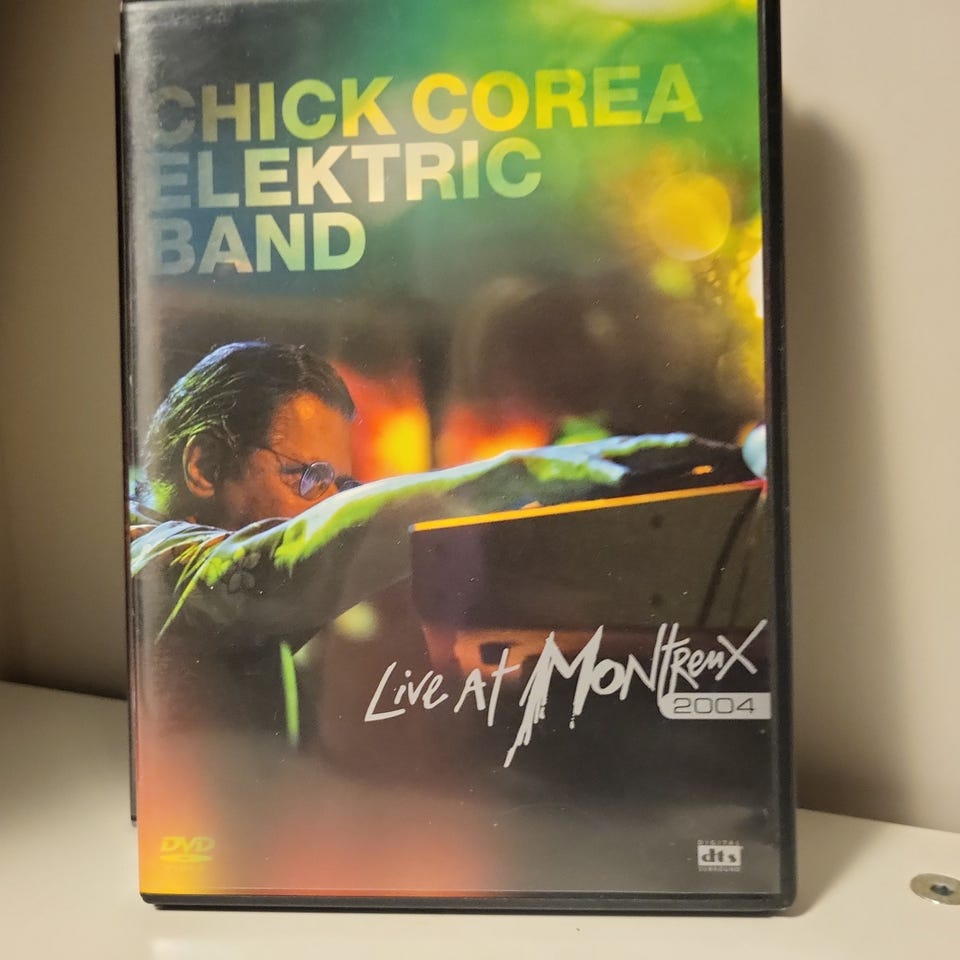 CHICK COREA
ELEKTRIC
BAND
Live at Montreux
2004
DVD
DIGITAL
dts
SURROUND